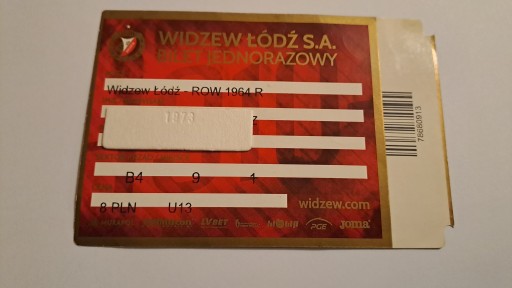 WIDZEW ŁÓDŹ S.A.
BILET JEDNORAZOWY
Widzew Łódź - ROW 1964 R
z
1873
B4 9 4
8 PLN U13
widzew.com
PGE Joma
78680913